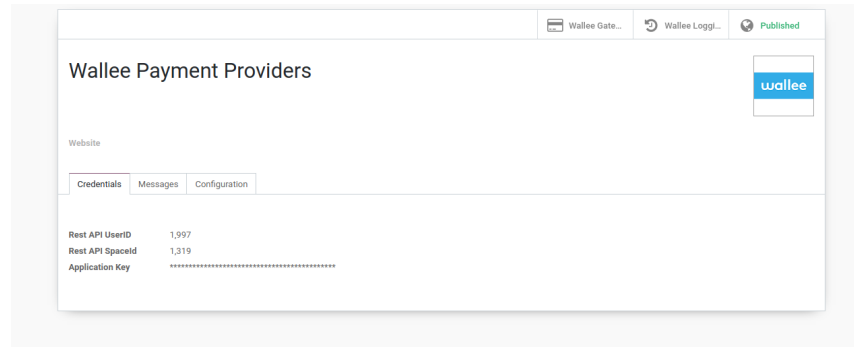 Wallee Gate...
Wallee Loggi...
Published
Wallee Payment Providers
wallee
Website
Credentials
Messages
Configuration
Rest API UserID 1,997
Rest API SpaceId 1,319
Application Key ********************************************